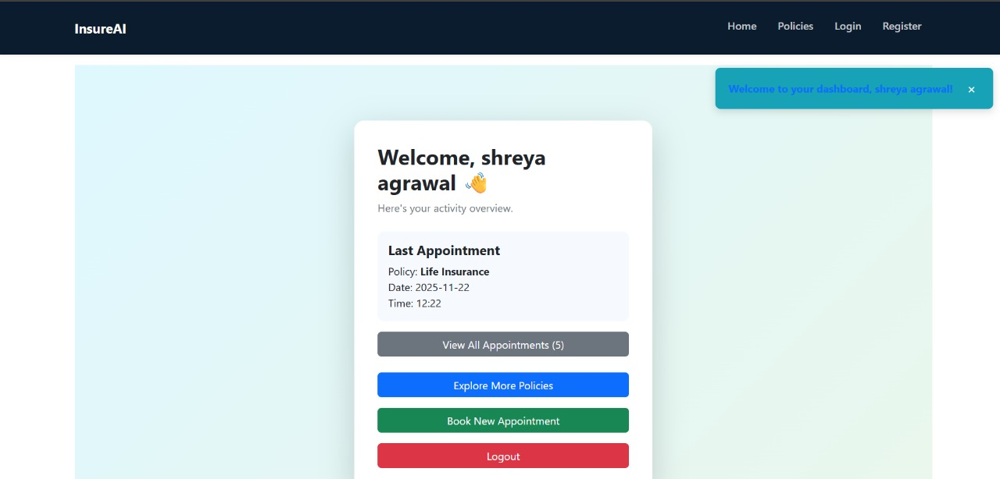 InsureAI
Home
Policies
Login
Register
Welcome to your dashboard, shreya agrawal!
×
Welcome, shreya
agrawal 👋
Here's your activity overview.
Last Appointment
Policy: Life Insurance
Date: 2025-11-22
Time: 12:22
View All Appointments (5)
Explore More Policies
Book New Appointment
Logout